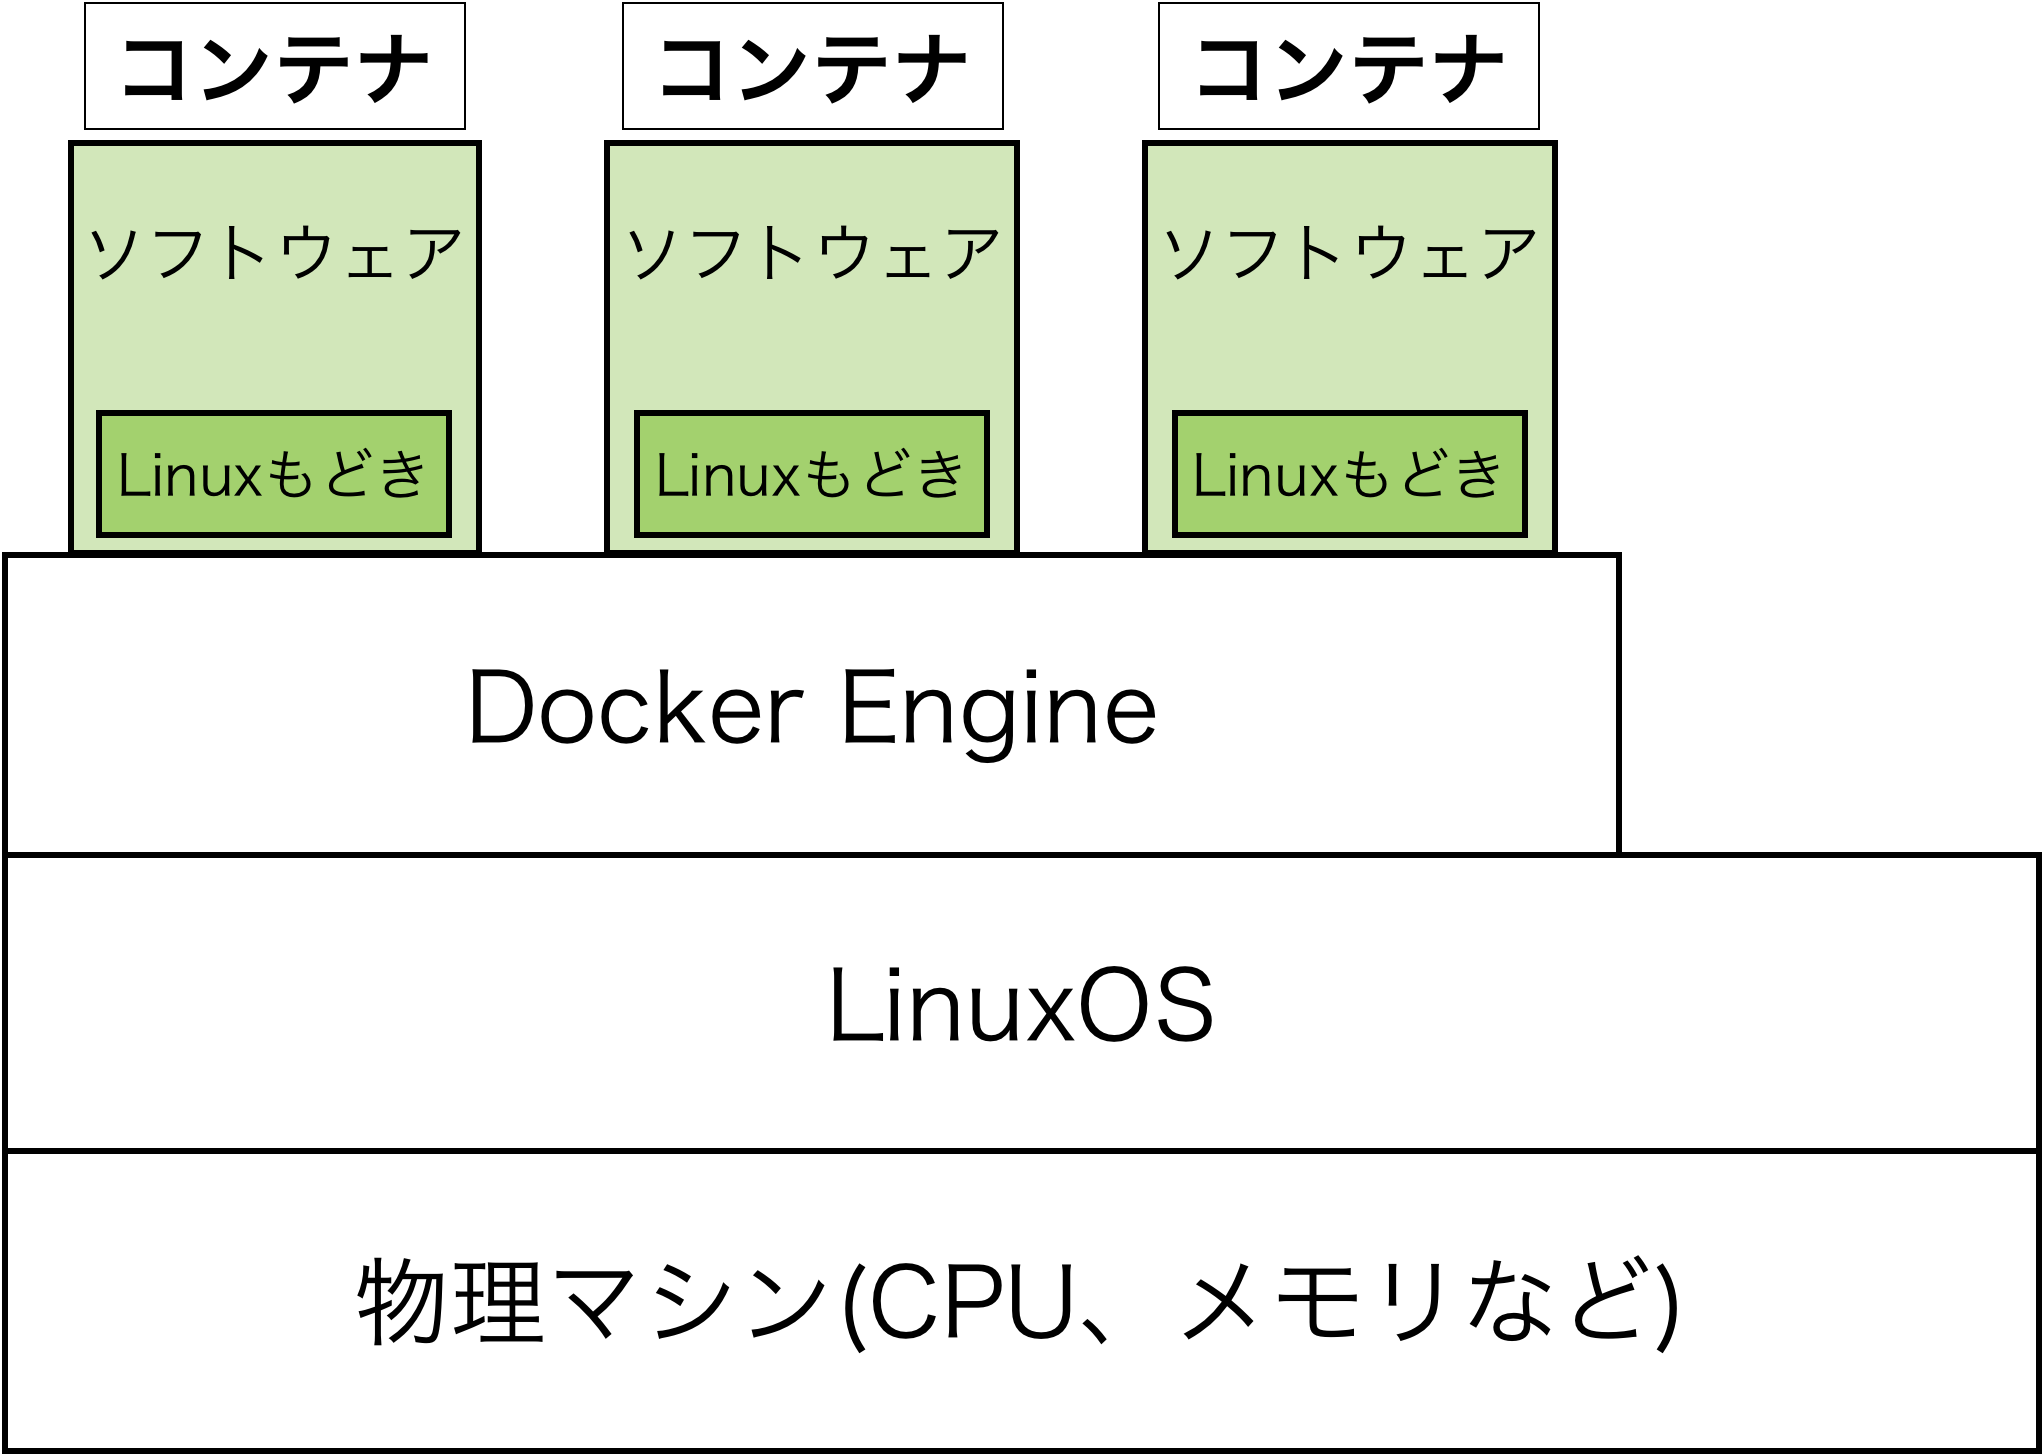 コンテナ
コンテナ
コンテナ
ソフトウェア
ソフトウェア
ソフトウェア
Linuxもどき
Linuxもどき
Linuxもどき
Docker Engine
LinuxOS
物理マシン(CPU、メモリなど)